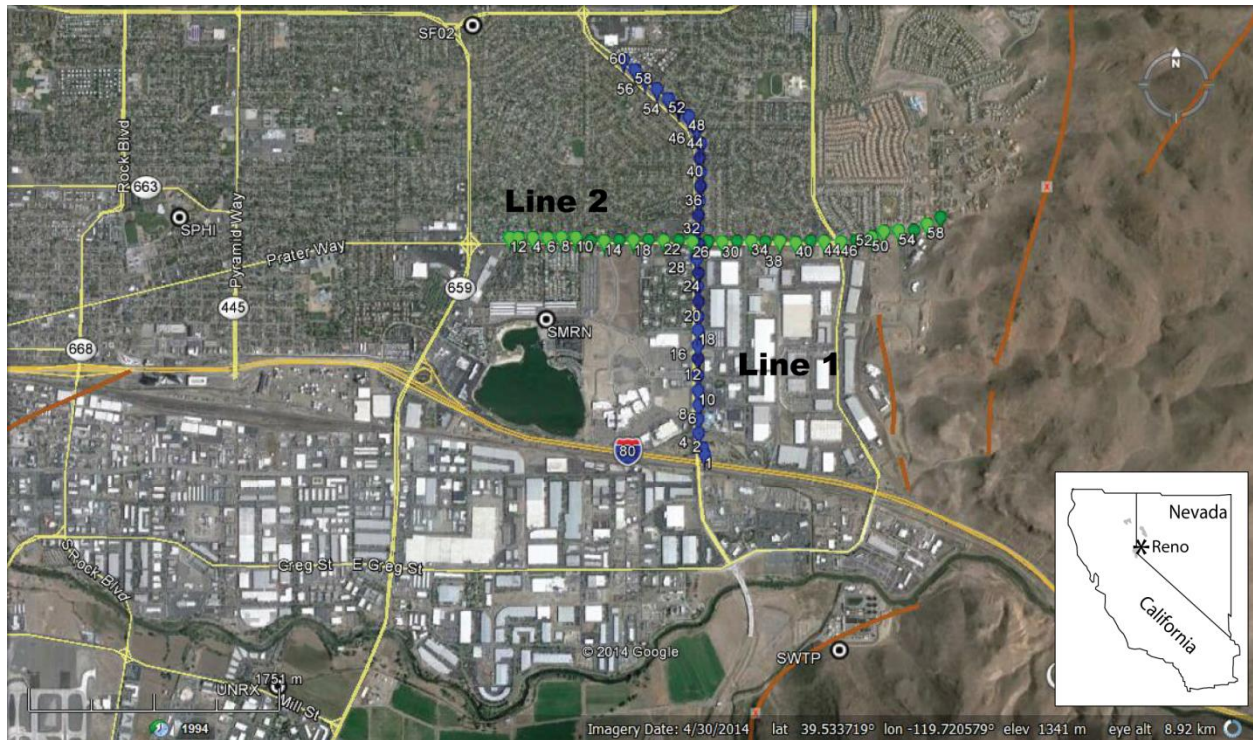 SF02
N
60
58
56
54
52
48
46
44
Rock Blvd
663
40
SPHI
Pyramid Way
36
Line 2
32
12 4 6 8 10 14 18 22 26 30 34 38 40 44 46 52 50 54 58
Prater Way
28
659
24
445
SMRN
20
668
18
16
Line 1
12
10
8
6
4
2
80
1
Nevada
Reno
California
S Rock Blvd
Greg St
E Greg St
© 2014 Google
SWTP
1751 m
UNRX
Mill St
1994
Imagery Date: 4/30/2014 lat 39.533719° lon -119.720579° elev 1341 m eye alt 8.92 km